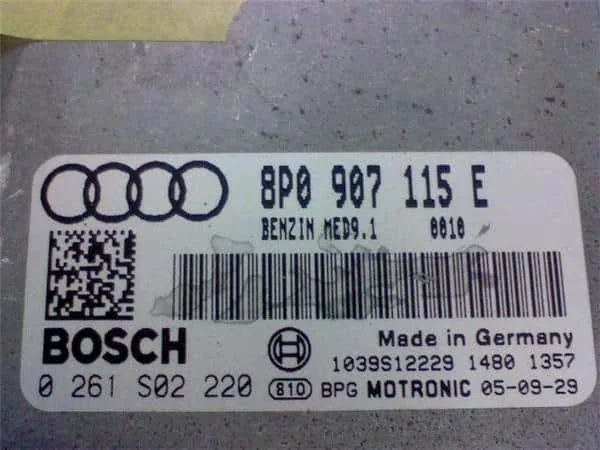 8P0 907 115 E
BENZIN MED9.1 0010
BOSCH
Made in Germany
1039S12229 1480 1357
0 261 S02 220 810 BPG MOTRONIC 05-09-29